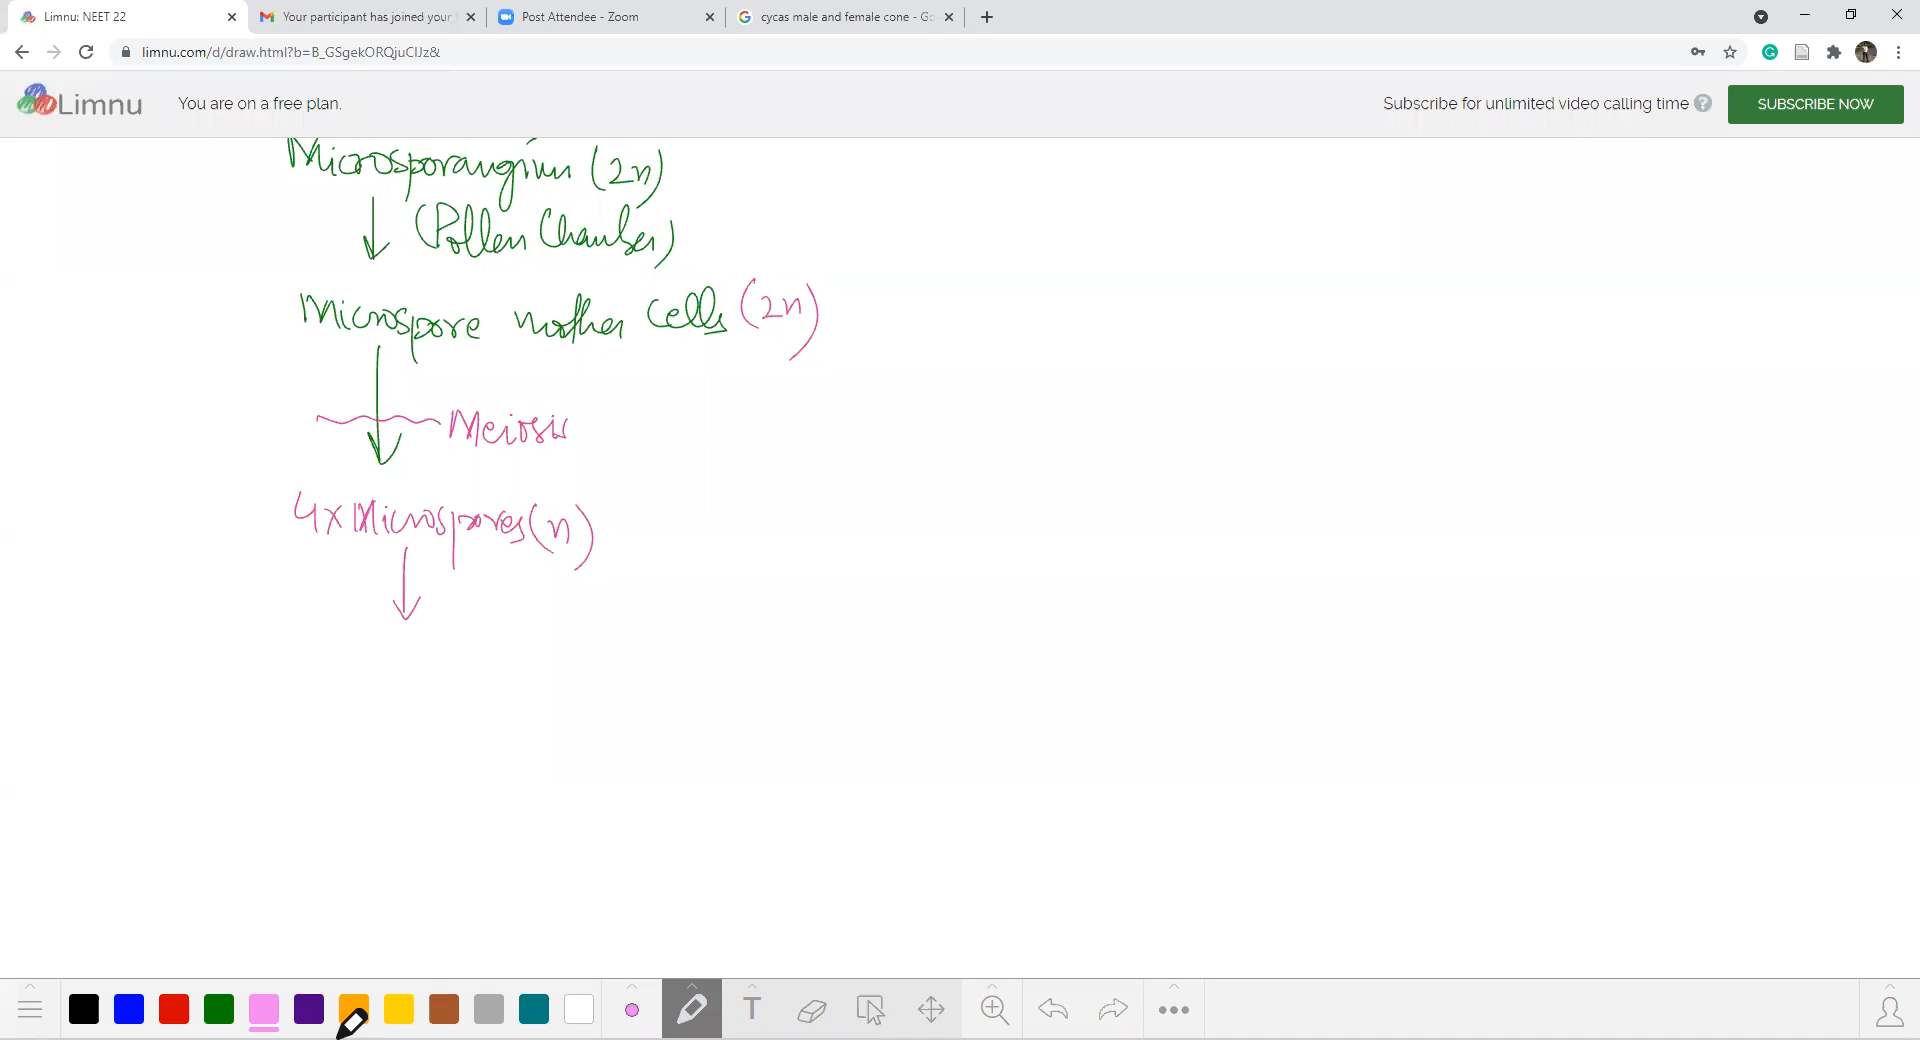 Limnu: NEET 22
Your participant has joined your
Post Attendee - Zoom
cycas male and female cone - Go
limnu.com/d/draw.html?b=B_GSgekORQjuClJz&
Limnu
You are on a free plan.
Subscribe for unlimited video calling time ?
SUBSCRIBE NOW
Microsporangium (2n)
(Pollen Chamber)
Microspore mother cells (2n)
Meiosis
4x Microspores (n)
T